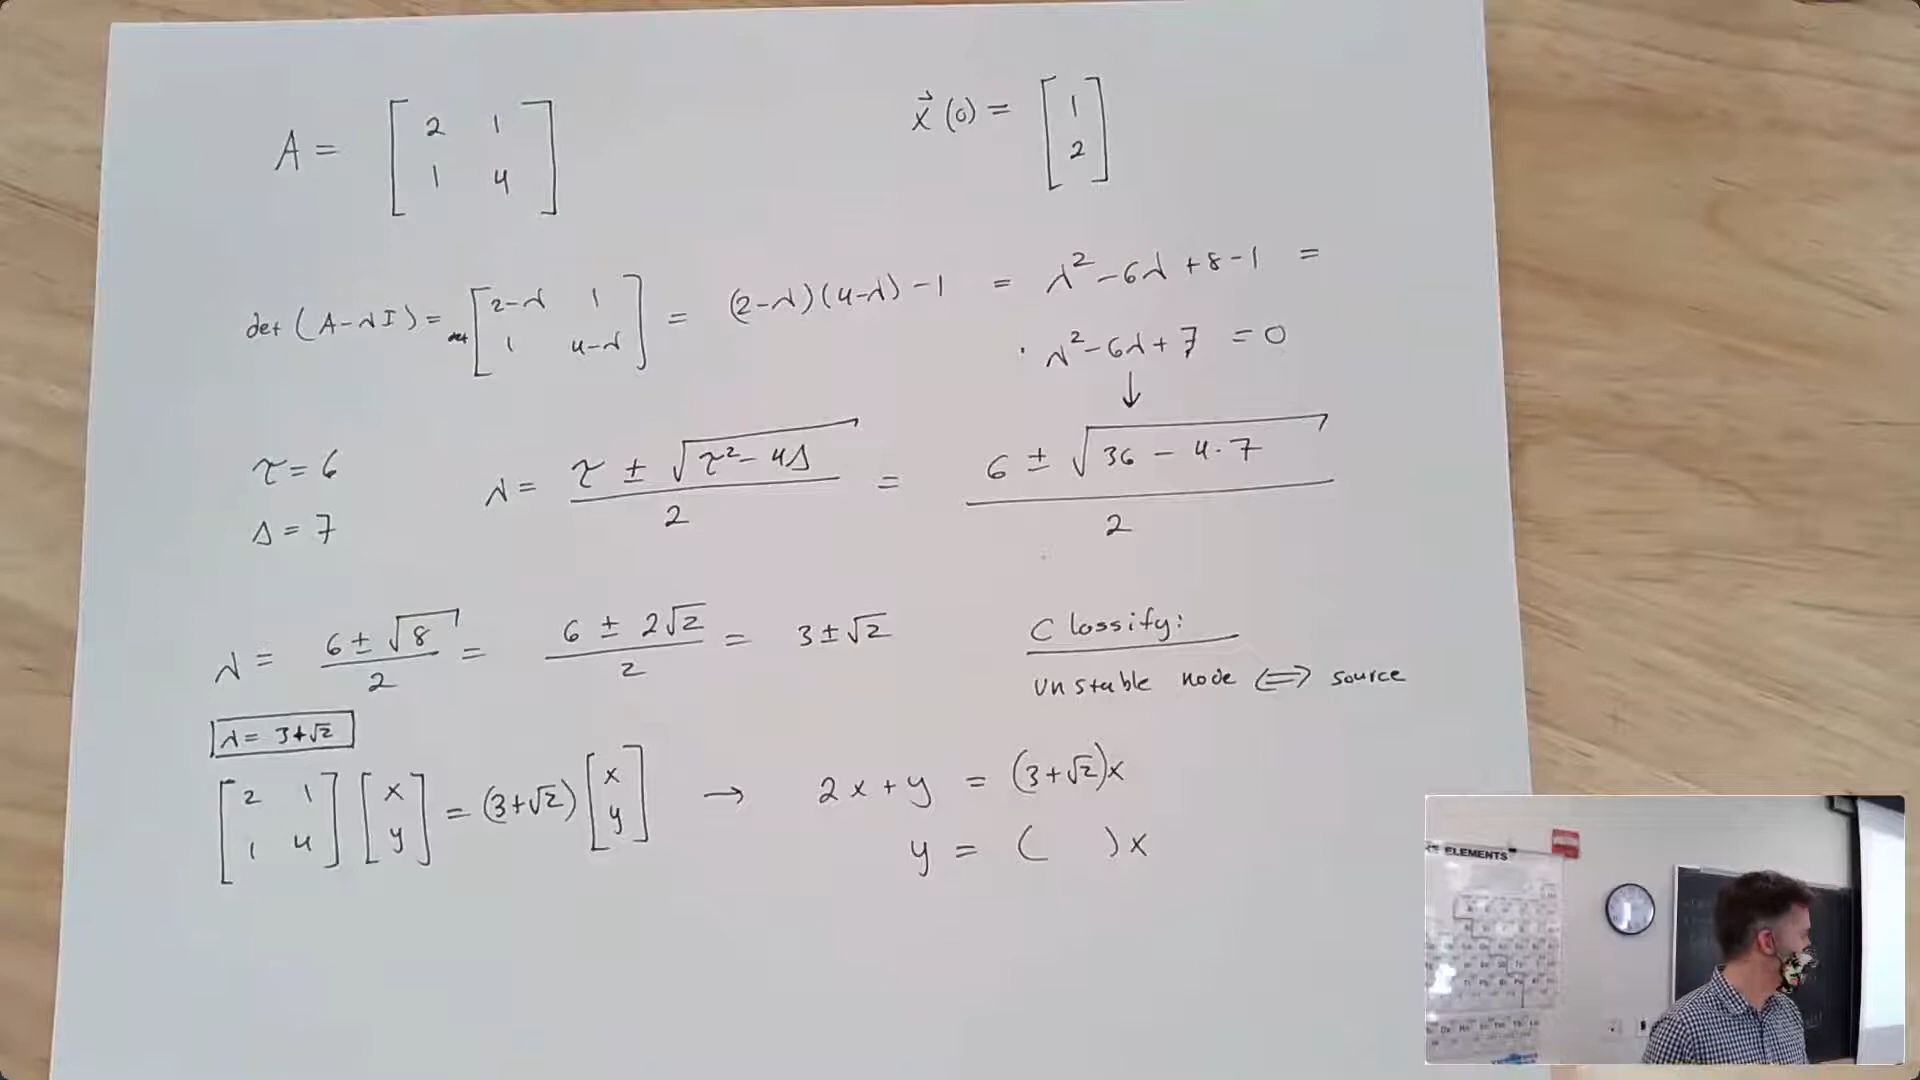 A = [ 2 1 ; 1 4 ]
x⃗(0) = [ 1 ; 2 ]
det (A-λI) = det [ 2-λ 1 ; 1 4-λ ] = (2-λ)(4-λ) - 1 = λ² - 6λ + 8 - 1 =
λ² - 6λ + 7 = 0
↓
τ = 6
Δ = 7
λ = (τ ± √(τ² - 4Δ)) / 2 = (6 ± √(36 - 4·7)) / 2
λ = (6 ± √8) / 2 = (6 ± 2√2) / 2 = 3 ± √2
Classify:
unstable node ⟺ source
λ = 3+√2
[ 2 1 ; 1 4 ] [ x ; y ] = (3+√2) [ x ; y ] → 2x + y = (3+√2)x
y = ( )x
ELEMENTS